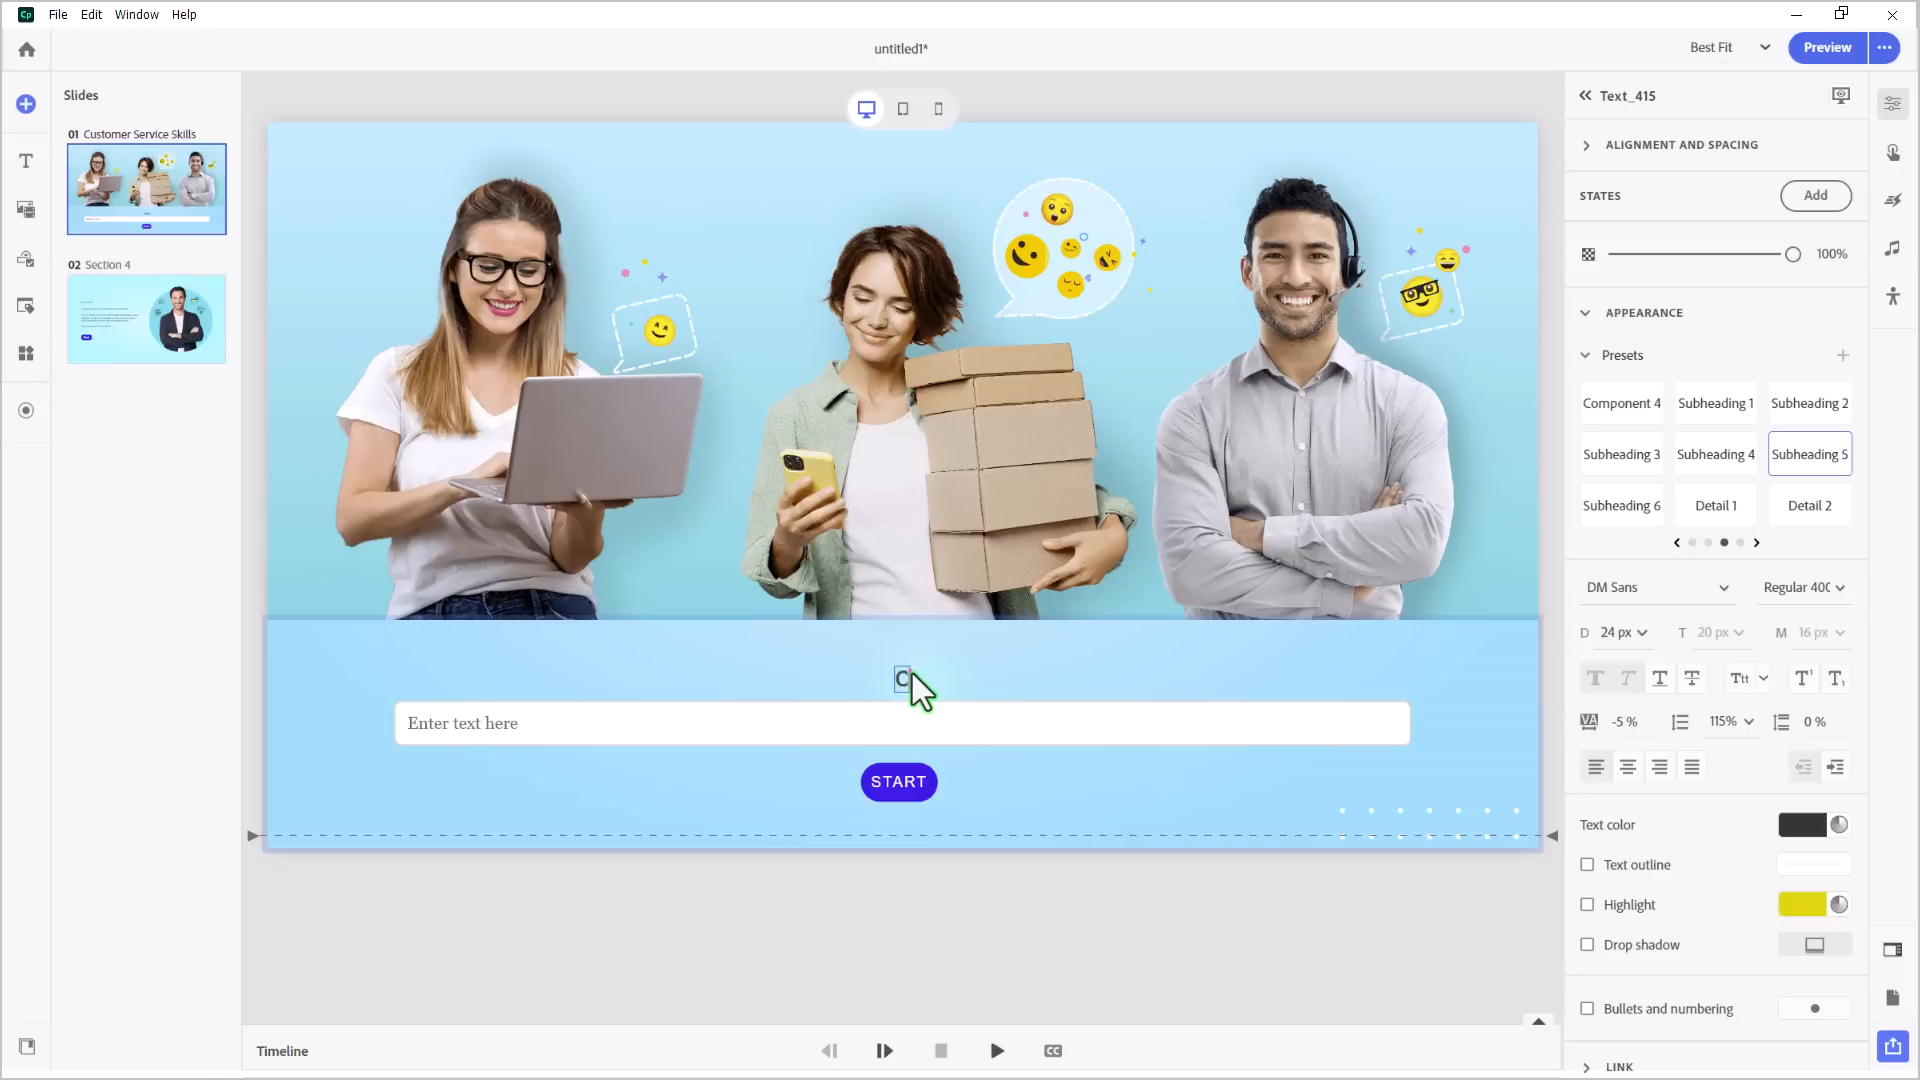 Cp File Edit Window Help
untitled1*
Best Fit
Preview
Slides
01 Customer Service Skills
02 Section 4
Text_415
ALIGNMENT AND SPACING
STATES
Add
100%
APPEARANCE
Presets
Component 4
Subheading 1
Subheading 2
Subheading 3
Subheading 4
Subheading 5
Subheading 6
Detail 1
Detail 2
DM Sans
Regular 400
D 24 px
T 20 px
M 16 px
-5 %
115%
0 %
Text color
Text outline
Highlight
Drop shadow
Bullets and numbering
LINK
C
Enter text here
START
Timeline
CC